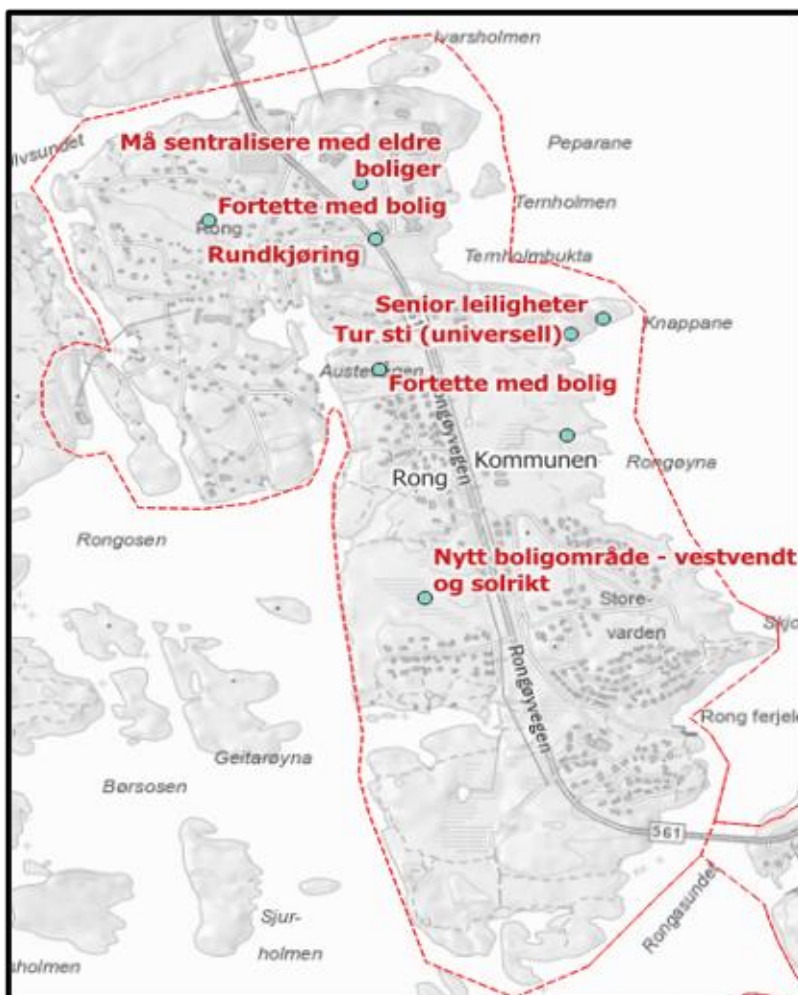 Ivarsholmen
Må sentralisere med eldre
boliger
Peparane
Fortette med bolig
Rong
Ternholmen
Rundkjøring
Ternholmbukta
Senior leiligheter
Knappane
Tur sti (universell)
Fortette med bolig
Rongøyvegen
Kommunen
Rong
Rongøyna
Rongosen
Nytt boligområde - vestvendt
og solrikt
Store-
varden
Rongøyvegen
Rong ferjele
Geitarøyna
Børsosen
561
Rongasundet
Sjur-
holmen